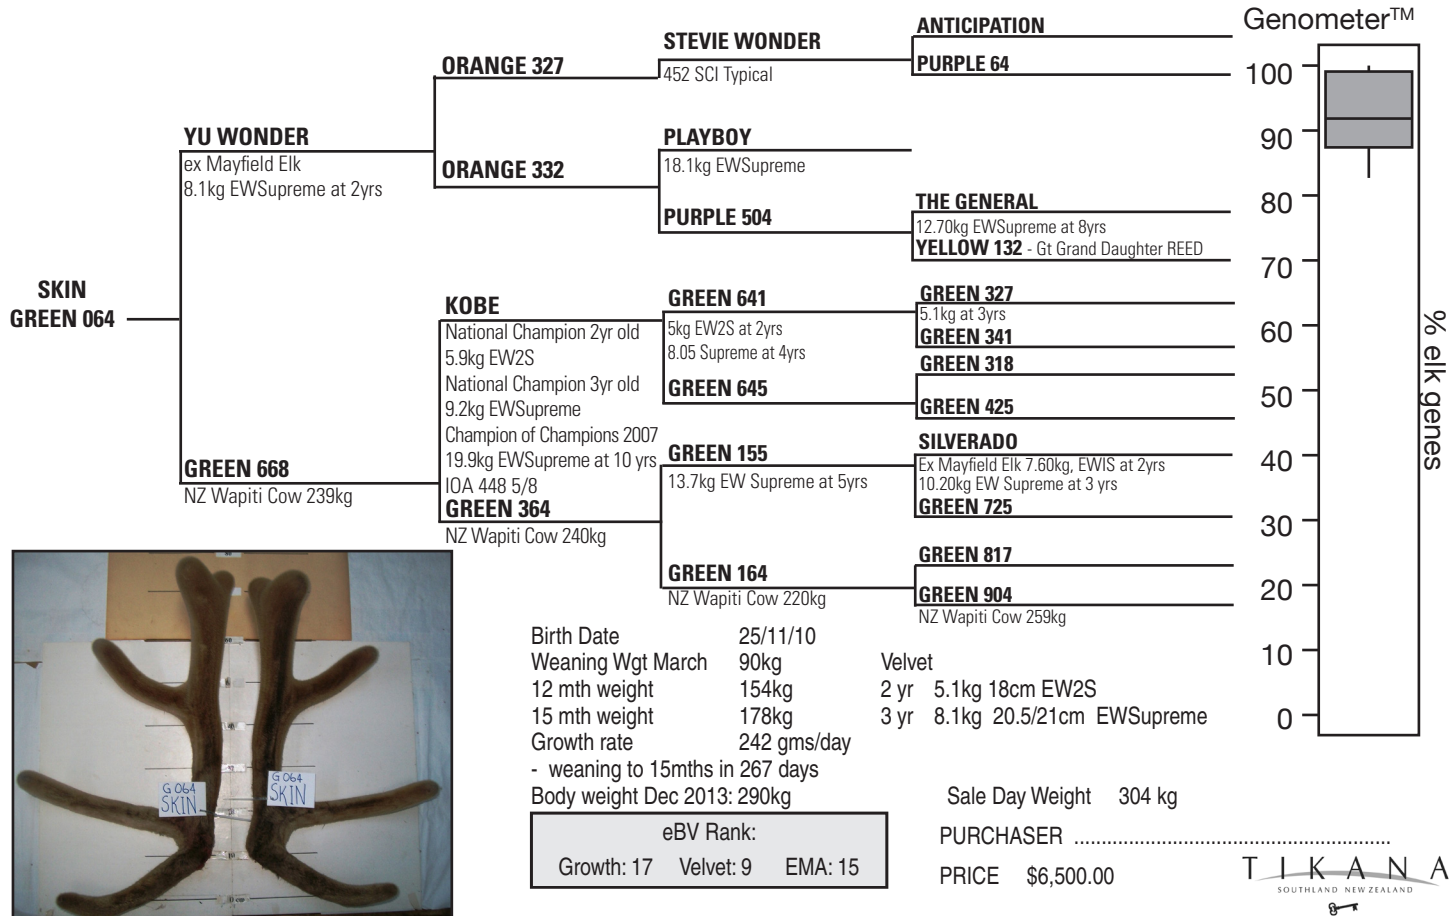 SKIN
GREEN 064
YU WONDER
ex Mayfield Elk
8.1kg EWSupreme at 2yrs
GREEN 668
NZ Wapiti Cow 239kg
ORANGE 327
ORANGE 332
KOBE
National Champion 2yr old
5.9kg EW2S
National Champion 3yr old
9.2kg EWSupreme
Champion of Champions 2007
19.9kg EWSupreme at 10 yrs
IOA 448 5/8
GREEN 364
NZ Wapiti Cow 240kg
STEVIE WONDER
452 SCI Typical
PLAYBOY
18.1kg EWSupreme
PURPLE 504
GREEN 641
5kg EW2S at 2yrs
8.05 Supreme at 4yrs
GREEN 645
GREEN 155
13.7kg EW Supreme at 5yrs
GREEN 164
NZ Wapiti Cow 220kg
ANTICIPATION
PURPLE 64
THE GENERAL
12.70kg EWSupreme at 8yrs
YELLOW 132 - Gt Grand Daughter REED
GREEN 327
5.1kg at 3yrs
GREEN 341
GREEN 318
GREEN 425
SILVERADO
Ex Mayfield Elk 7.60kg, EWIS at 2yrs
10.20kg EW Supreme at 3 yrs
GREEN 725
GREEN 817
GREEN 904
NZ Wapiti Cow 259kg
Genometer™
100
90
80
70
60
50
40
30
20
10
0
% elk genes
G 064
SKIN
G 064
SKIN
Birth Date 25/11/10
Weaning Wgt March 90kg
12 mth weight 154kg
15 mth weight 178kg
Growth rate 242 gms/day
- weaning to 15mths in 267 days
Body weight Dec 2013: 290kg
Velvet
2 yr 5.1kg 18cm EW2S
3 yr 8.1kg 20.5/21cm EWSupreme
eBV Rank:
Growth: 17 Velvet: 9 EMA: 15
Sale Day Weight 304 kg
PURCHASER ............................................................
PRICE $6,500.00
TIKANA
SOUTHLAND NEW ZEALAND